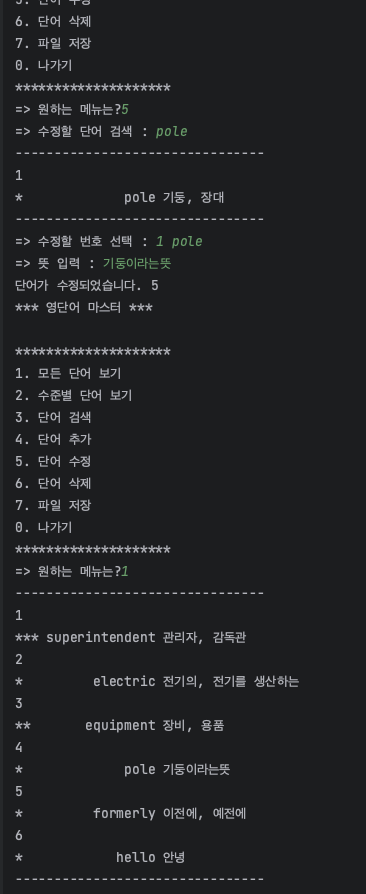 5. 단어 수정
6. 단어 삭제
7. 파일 저장
0. 나가기
********************
=> 원하는 메뉴는?5
=> 수정할 단어 검색 : pole
--------------------------------
1
*             pole 기둥, 장대
--------------------------------
=> 수정할 번호 선택 : 1 pole
=> 뜻 입력 : 기둥이라는뜻
단어가 수정되었습니다. 5
*** 영단어 마스터 ***
********************
1. 모든 단어 보기
2. 수준별 단어 보기
3. 단어 검색
4. 단어 추가
5. 단어 수정
6. 단어 삭제
7. 파일 저장
0. 나가기
********************
=> 원하는 메뉴는?1
--------------------------------
1
*** superintendent 관리자, 감독관
2
*         electric 전기의, 전기를 생산하는
3
**       equipment 장비, 용품
4
*             pole 기둥이라는뜻
5
*         formerly 이전에, 예전에
6
*            hello 안녕
--------------------------------